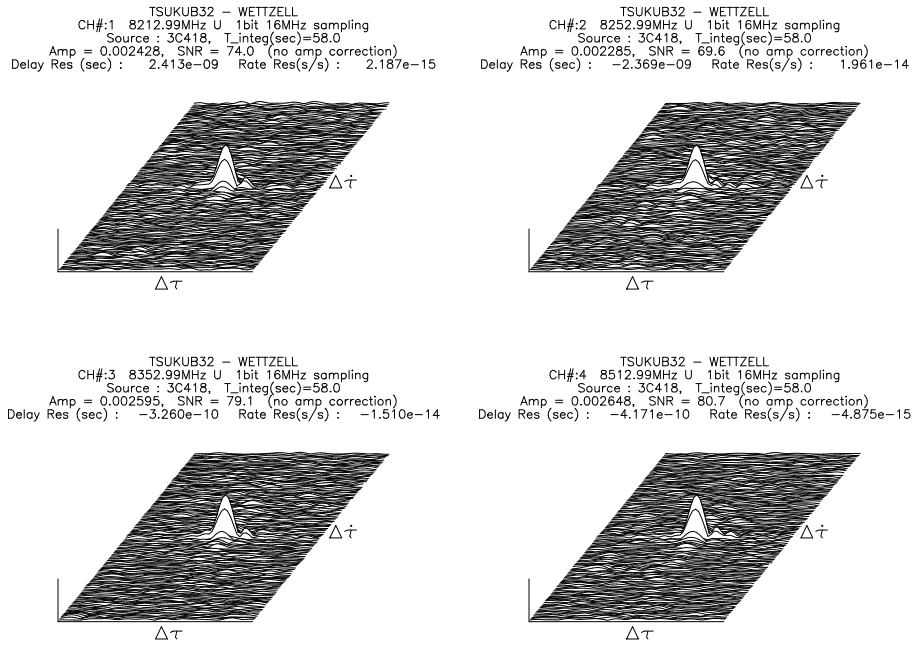 TSUKUB32 − WETTZELL
CH#:1 8212.99MHz U 1bit 16MHz sampling
Source : 3C418, T_integ(sec)=58.0
Amp = 0.002428, SNR = 74.0 (no amp correction)
Delay Res (sec) : 2.413e−09 Rate Res(s/s) : 2.187e−15
Δτ̇
Δτ
TSUKUB32 − WETTZELL
CH#:2 8252.99MHz U 1bit 16MHz sampling
Source : 3C418, T_integ(sec)=58.0
Amp = 0.002285, SNR = 69.6 (no amp correction)
Delay Res (sec) : −2.369e−09 Rate Res(s/s) : 1.961e−14
Δτ̇
Δτ
TSUKUB32 − WETTZELL
CH#:3 8352.99MHz U 1bit 16MHz sampling
Source : 3C418, T_integ(sec)=58.0
Amp = 0.002595, SNR = 79.1 (no amp correction)
Delay Res (sec) : −3.260e−10 Rate Res(s/s) : −1.510e−14
Δτ̇
Δτ
TSUKUB32 − WETTZELL
CH#:4 8512.99MHz U 1bit 16MHz sampling
Source : 3C418, T_integ(sec)=58.0
Amp = 0.002648, SNR = 80.7 (no amp correction)
Delay Res (sec) : −4.171e−10 Rate Res(s/s) : −4.875e−15
Δτ̇
Δτ